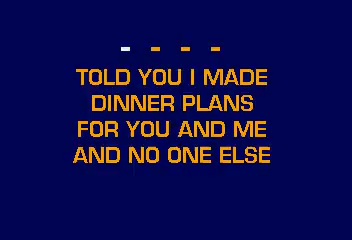 TOLD YOU I MADE
DINNER PLANS
FOR YOU AND ME
AND NO ONE ELSE